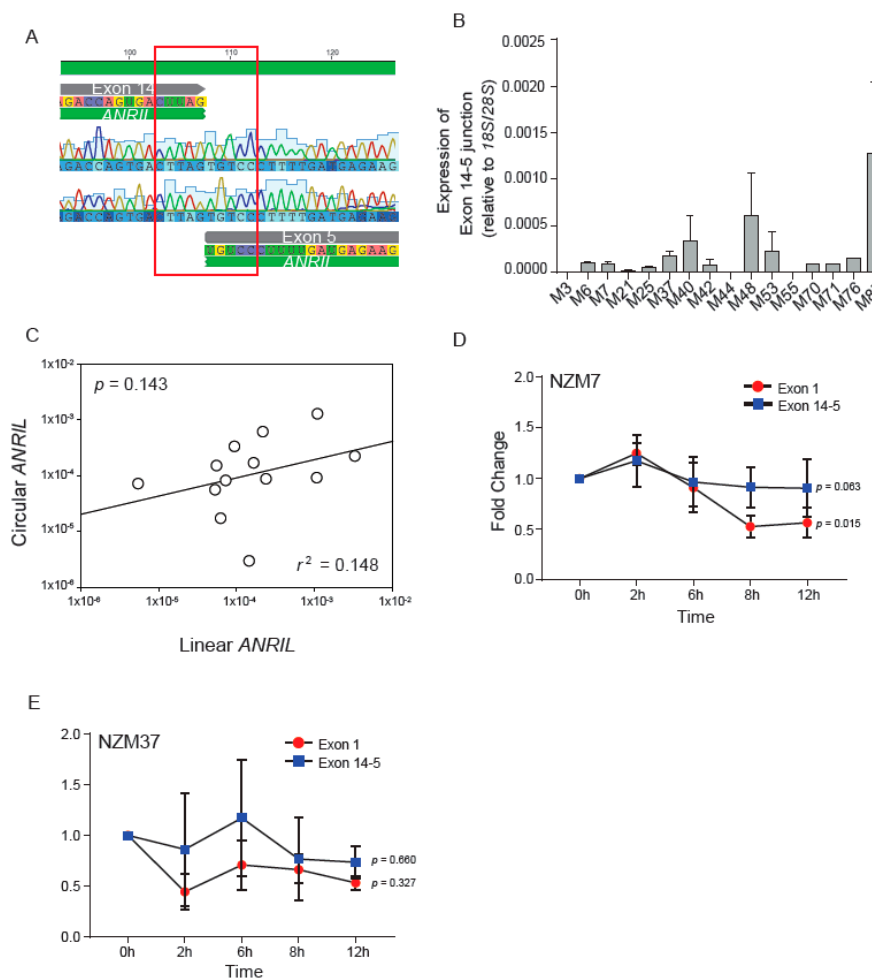 A
100 110 120
Exon 14
AGACCAGUGACUUAG
ANRIL
AGACCAGTGACTTAGTGTCC
Exon 5
UGUCCC
ANRIL
B
Expression of
Exon 14-5 junction
(relative to 18S/28S)
0.0025
0.0020
0.0015
0.0010
0.0005
0.0000
M3 M6 M7 M21 M25 M37 M40 M42 M44 M48 M53 M55 M70 M71 M76
C
Circular ANRIL
1x10-2
1x10-3
1x10-4
1x10-5
1x10-6
p = 0.143
r2 = 0.148
1x10-6 1x10-5 1x10-4 1x10-3 1x10-2
Linear ANRIL
D
NZM7
Exon 1
Exon 14-5
Fold Change
2.0
1.5
1.0
0.5
0.0
p = 0.063
p = 0.015
0h 2h 6h 8h 12h
Time
E
NZM37
Exon 1
Exon 14-5
2.0
1.5
1.0
0.5
0.0
p = 0.660
p = 0.327
0h 2h 6h 8h 12h
Time